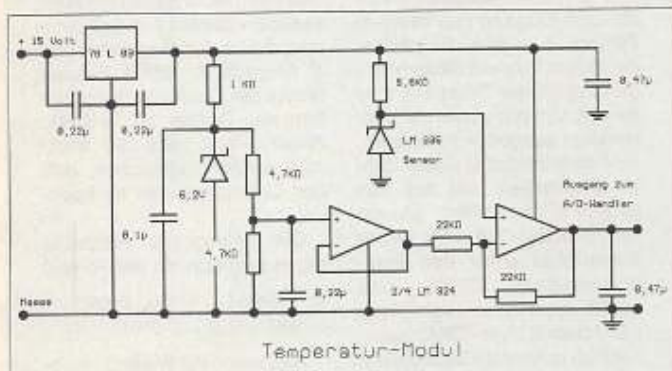 + 15 Volt
78 L 09
0,22µ
0,22µ
1 KΩ
5,6KΩ
0,47µ
LM 335
Sensor
6,2V
4,7KΩ
0,1µ
4,7KΩ
+
-
0,22µ
2/4 LM 324
22KΩ
-
+
22KΩ
Ausgang zum
A/D-Wandler
0,47µ
Masse
Temperatur-Modul